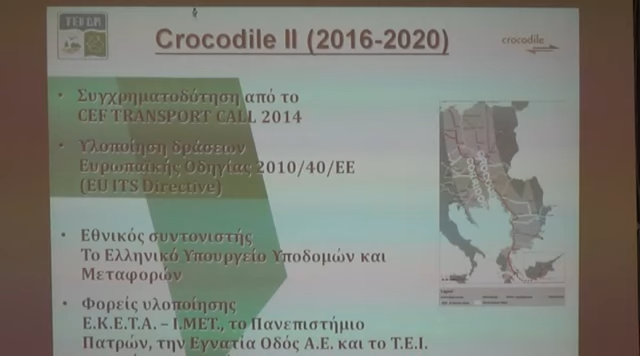 Crocodile II (2016-2020)
crocodile
• Συγχρηματοδότηση από το
CEF TRANSPORT CALL 2014
• Υλοποίηση δράσεων
Ευρωπαϊκής Οδηγίας 2010/40/ΕΕ
(EU ITS Directive)
• Εθνικός συντονιστής
Το Ελληνικό Υπουργείο Υποδομών και
Μεταφορών
• Φορείς υλοποίησης
Ε.Κ.Ε.Τ.Α. – Ι.ΜΕΤ., το Πανεπιστήμιο
Πατρών, την Εγνατία Οδός Α.Ε. και το Τ.Ε.Ι.